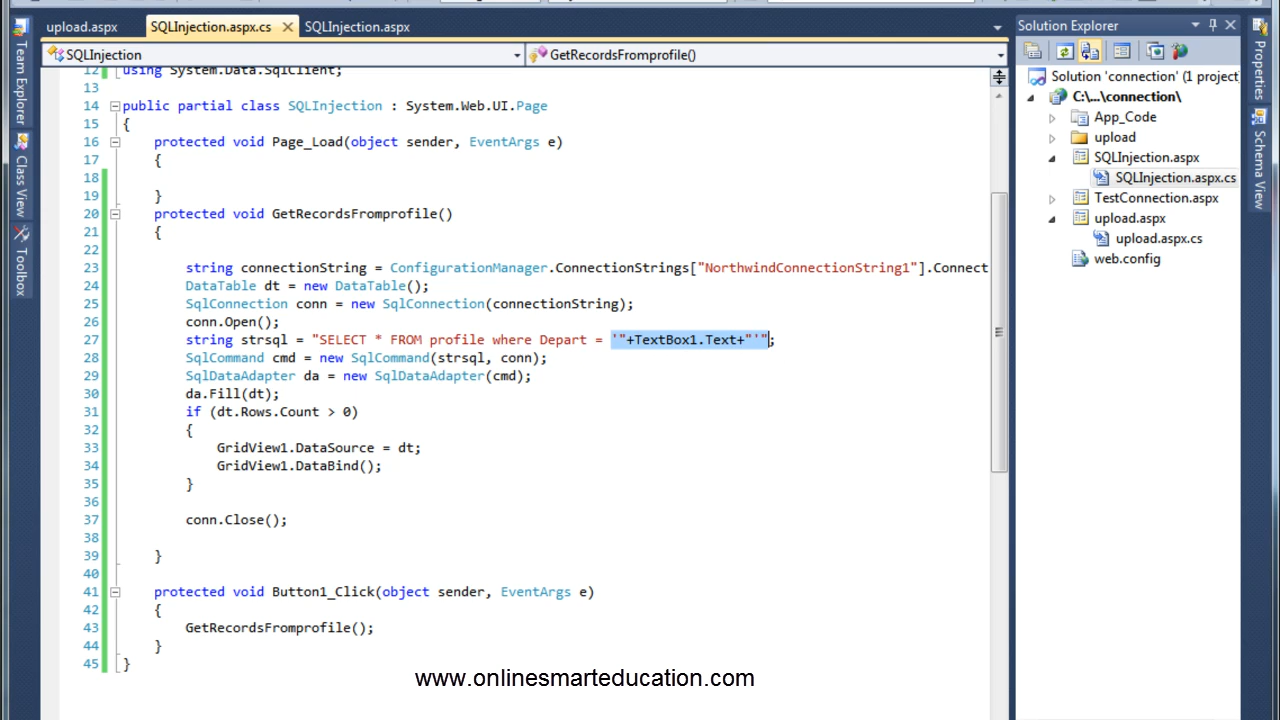 upload.aspx SQLInjection.aspx.cs SQLInjection.aspx
SQLInjection GetRecordsFromprofile()
12 using System.Data.SqlClient;
13
14 public partial class SQLInjection : System.Web.UI.Page
15 {
16 protected void Page_Load(object sender, EventArgs e)
17 {
18
19 }
20 protected void GetRecordsFromprofile()
21 {
22
23 string connectionString = ConfigurationManager.ConnectionStrings["NorthwindConnectionString1"].Connect
24 DataTable dt = new DataTable();
25 SqlConnection conn = new SqlConnection(connectionString);
26 conn.Open();
27 string strsql = "SELECT * FROM profile where Depart = '"+TextBox1.Text+"'";
28 SqlCommand cmd = new SqlCommand(strsql, conn);
29 SqlDataAdapter da = new SqlDataAdapter(cmd);
30 da.Fill(dt);
31 if (dt.Rows.Count > 0)
32 {
33 GridView1.DataSource = dt;
34 GridView1.DataBind();
35 }
36
37 conn.Close();
38
39 }
40
41 protected void Button1_Click(object sender, EventArgs e)
42 {
43 GetRecordsFromprofile();
44 }
45 }
www.onlinesmarteducation.com
Team Explorer
Class View
Toolbox
Solution Explorer
Solution 'connection' (1 project)
C:\...\connection\
App_Code
upload
SQLInjection.aspx
SQLInjection.aspx.cs
TestConnection.aspx
upload.aspx
upload.aspx.cs
web.config
Properties
Schema View